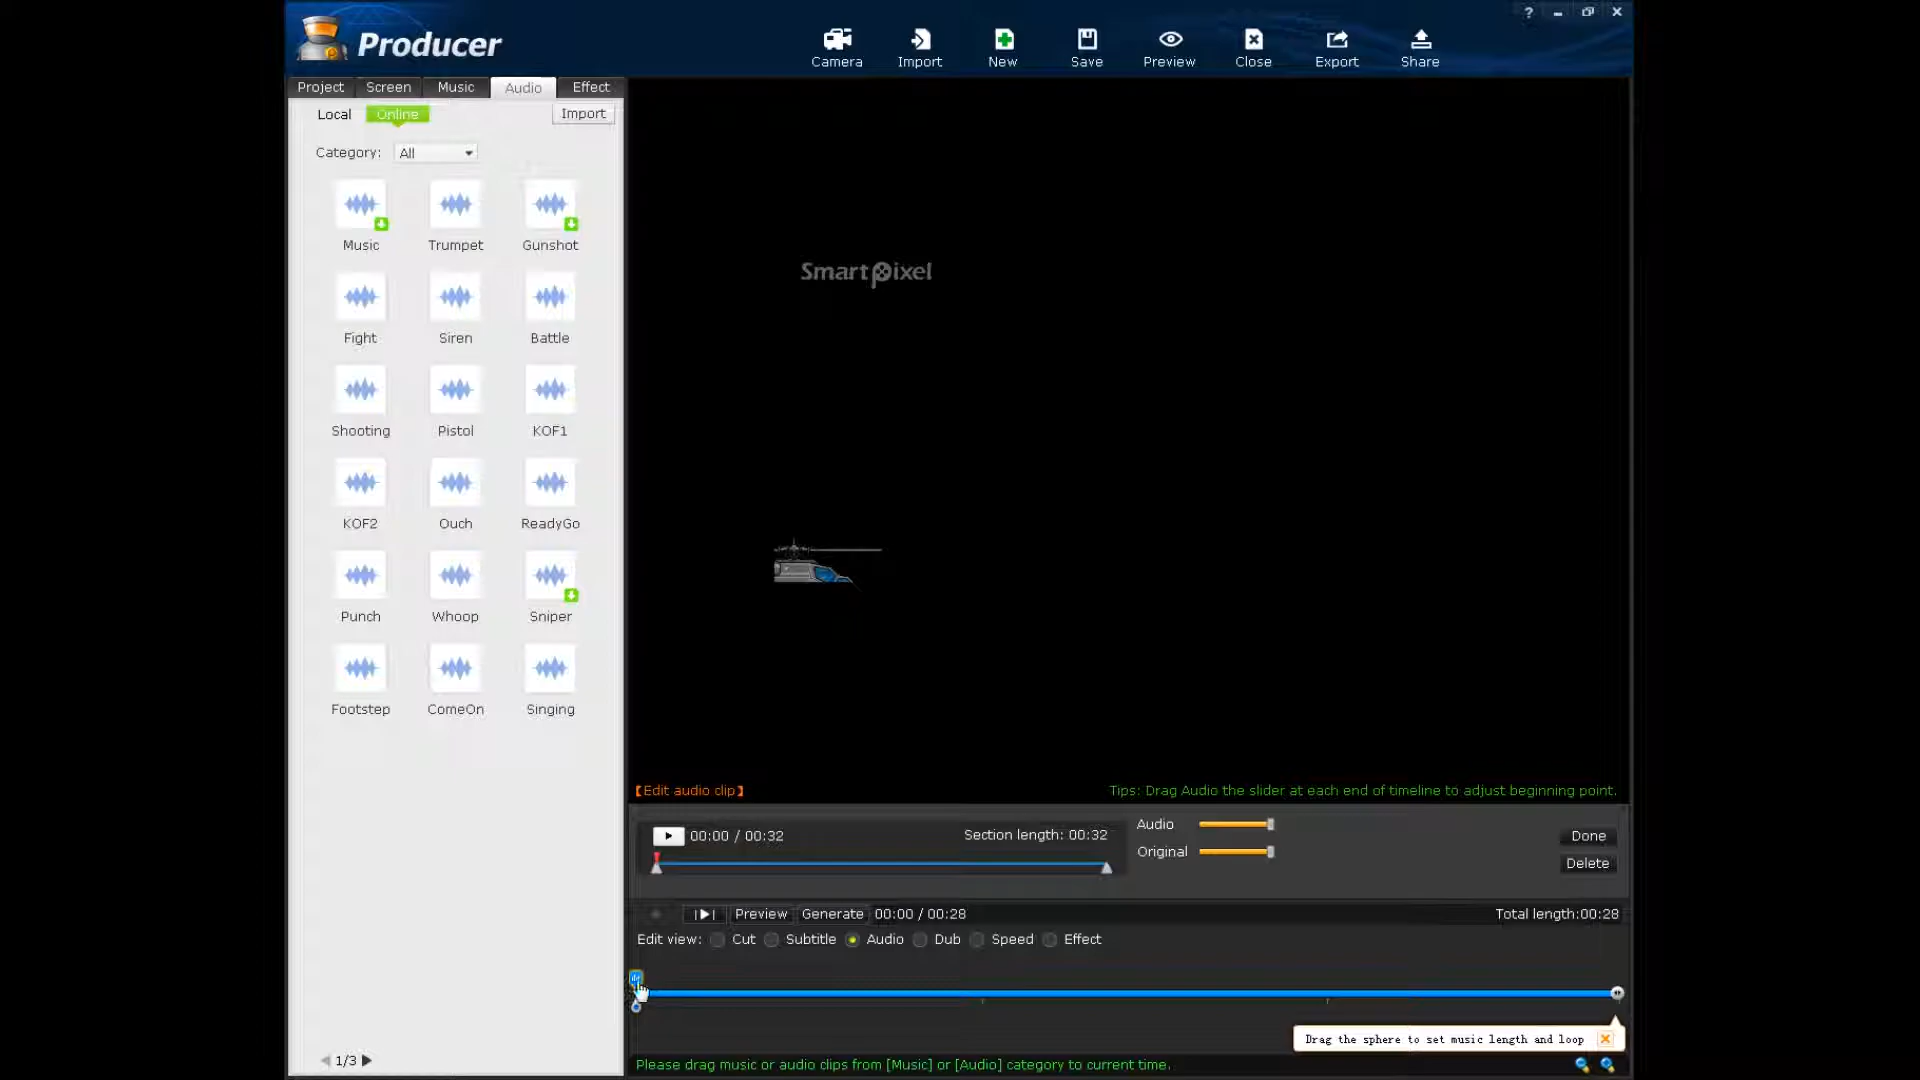 Producer
Camera
Import
New
Save
Preview
Close
Export
Share
?
Project
Screen
Music
Audio
Effect
Local
Online
Import
Category:
All
Music
Trumpet
Gunshot
Fight
Siren
Battle
Shooting
Pistol
KOF1
KOF2
Ouch
ReadyGo
Punch
Whoop
Sniper
Footstep
ComeOn
Singing
1/3
Smartpixel
【Edit audio clip】
Tips: Drag Audio the slider at each end of timeline to adjust beginning point.
00:00 / 00:32
Section length: 00:32
Audio
Original
Done
Delete
Preview
Generate
00:00 / 00:28
Total length:00:28
Edit view:
Cut
Subtitle
Audio
Dub
Speed
Effect
Drag the sphere to set music length and loop
Please drag music or audio clips from [Music] or [Audio] category to current time.